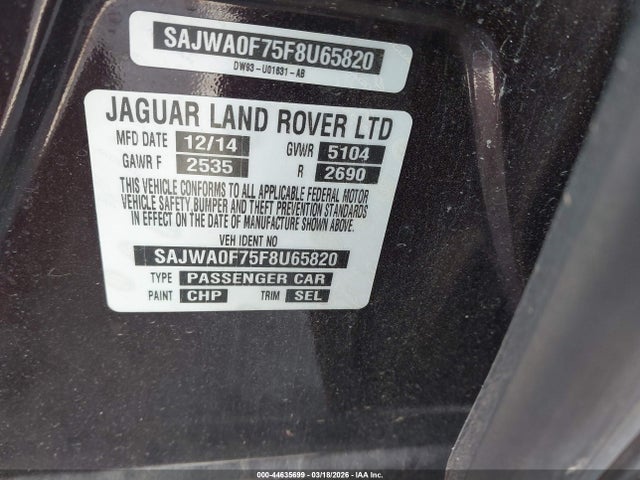 SAJWA0F75F8U65820
DW93-U01631-AB
JAGUAR LAND ROVER LTD
MFD DATE 12/14 GVWR 5104
GAWR F 2535 R 2690
THIS VEHICLE CONFORMS TO ALL APPLICABLE FEDERAL MOTOR
VEHICLE SAFETY, BUMPER AND THEFT PREVENTION STANDARDS
IN EFFECT ON THE DATE OF MANUFACTURE SHOWN ABOVE.
VEH IDENT NO
SAJWA0F75F8U65820
TYPE PASSENGER CAR
PAINT CHP TRIM SEL
000-44635699 | 03/18/2026 - IAA Inc.